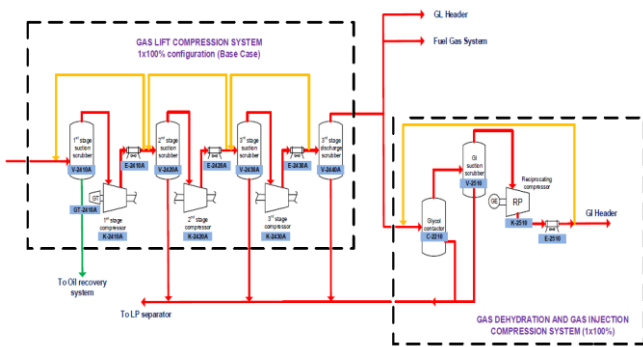 GL Header
GAS LIFT COMPRESSION SYSTEM
1x100% configuration (Base Case)
Fuel Gas System
1st stage
suction
scrubber
V-2410A
E-2410A
2nd stage
suction
scrubber
V-2420A
E-2420A
3rd stage
suction
scrubber
V-2430A
E-2430A
3rd stage
discharge
scrubber
V-2440A
GT
GT-2410A
1st stage
compressor
K-2410A
2nd stage
compressor
K-2420A
3rd stage
compressor
K-2430A
GI
suction
scrubber
V-2510
Reciprocating
compressor
GE
RP
K-2510
E-2510
GI Header
Glycol
contactor
C-2310
To Oil recovery
system
To LP separator
GAS DEHYDRATION AND GAS INJECTION
COMPRESSION SYSTEM (1x100%)